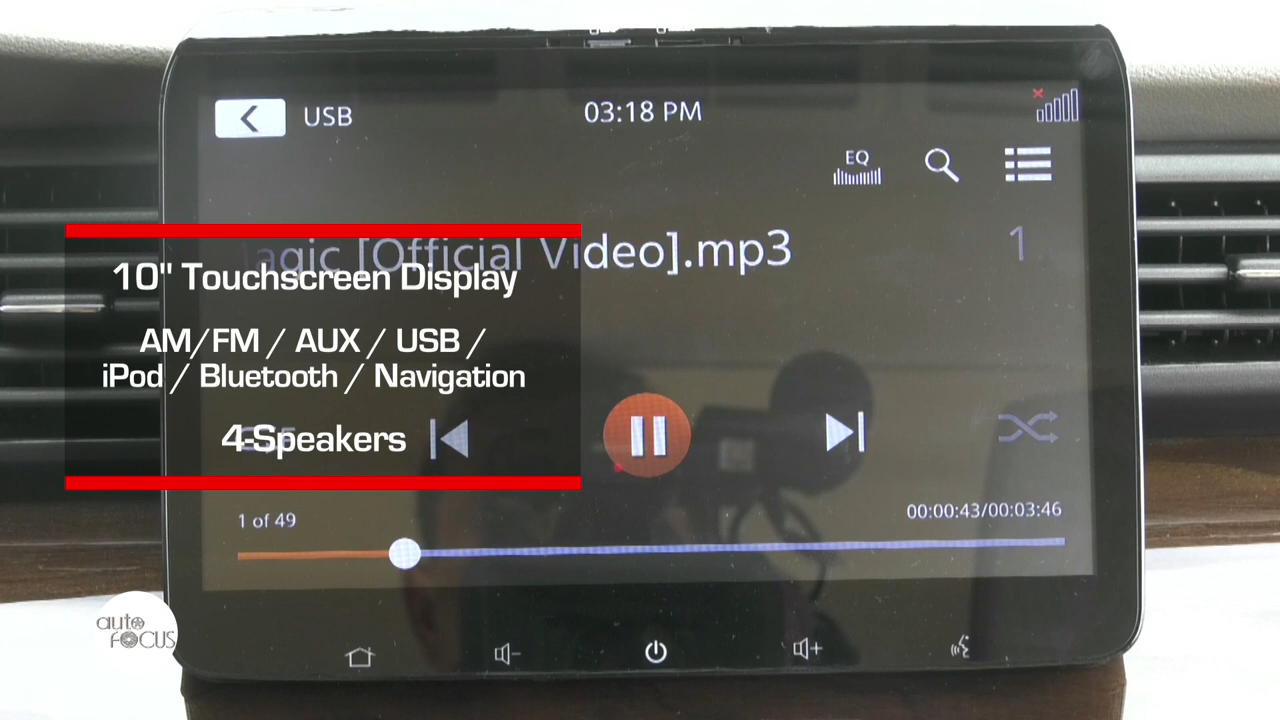 USB
03:18 PM
EQ
agic [Official Video].mp3
1
10" Touchscreen Display
AM/FM / AUX / USB /
iPod / Bluetooth / Navigation
4-Speakers
1 of 49
00:00:43/00:03:46
auto
FOCUS